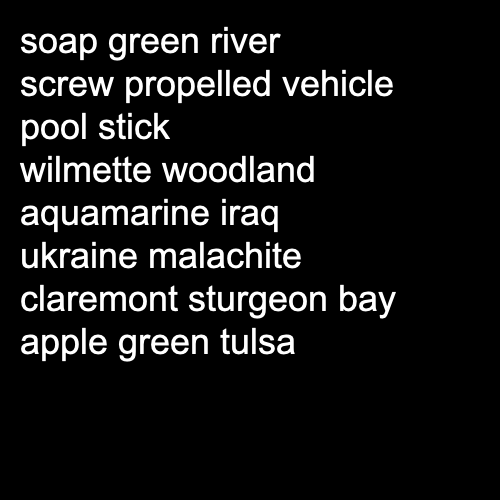 soap green river
screw propelled vehicle
pool stick
wilmette woodland
aquamarine iraq
ukraine malachite
claremont sturgeon bay
apple green tulsa